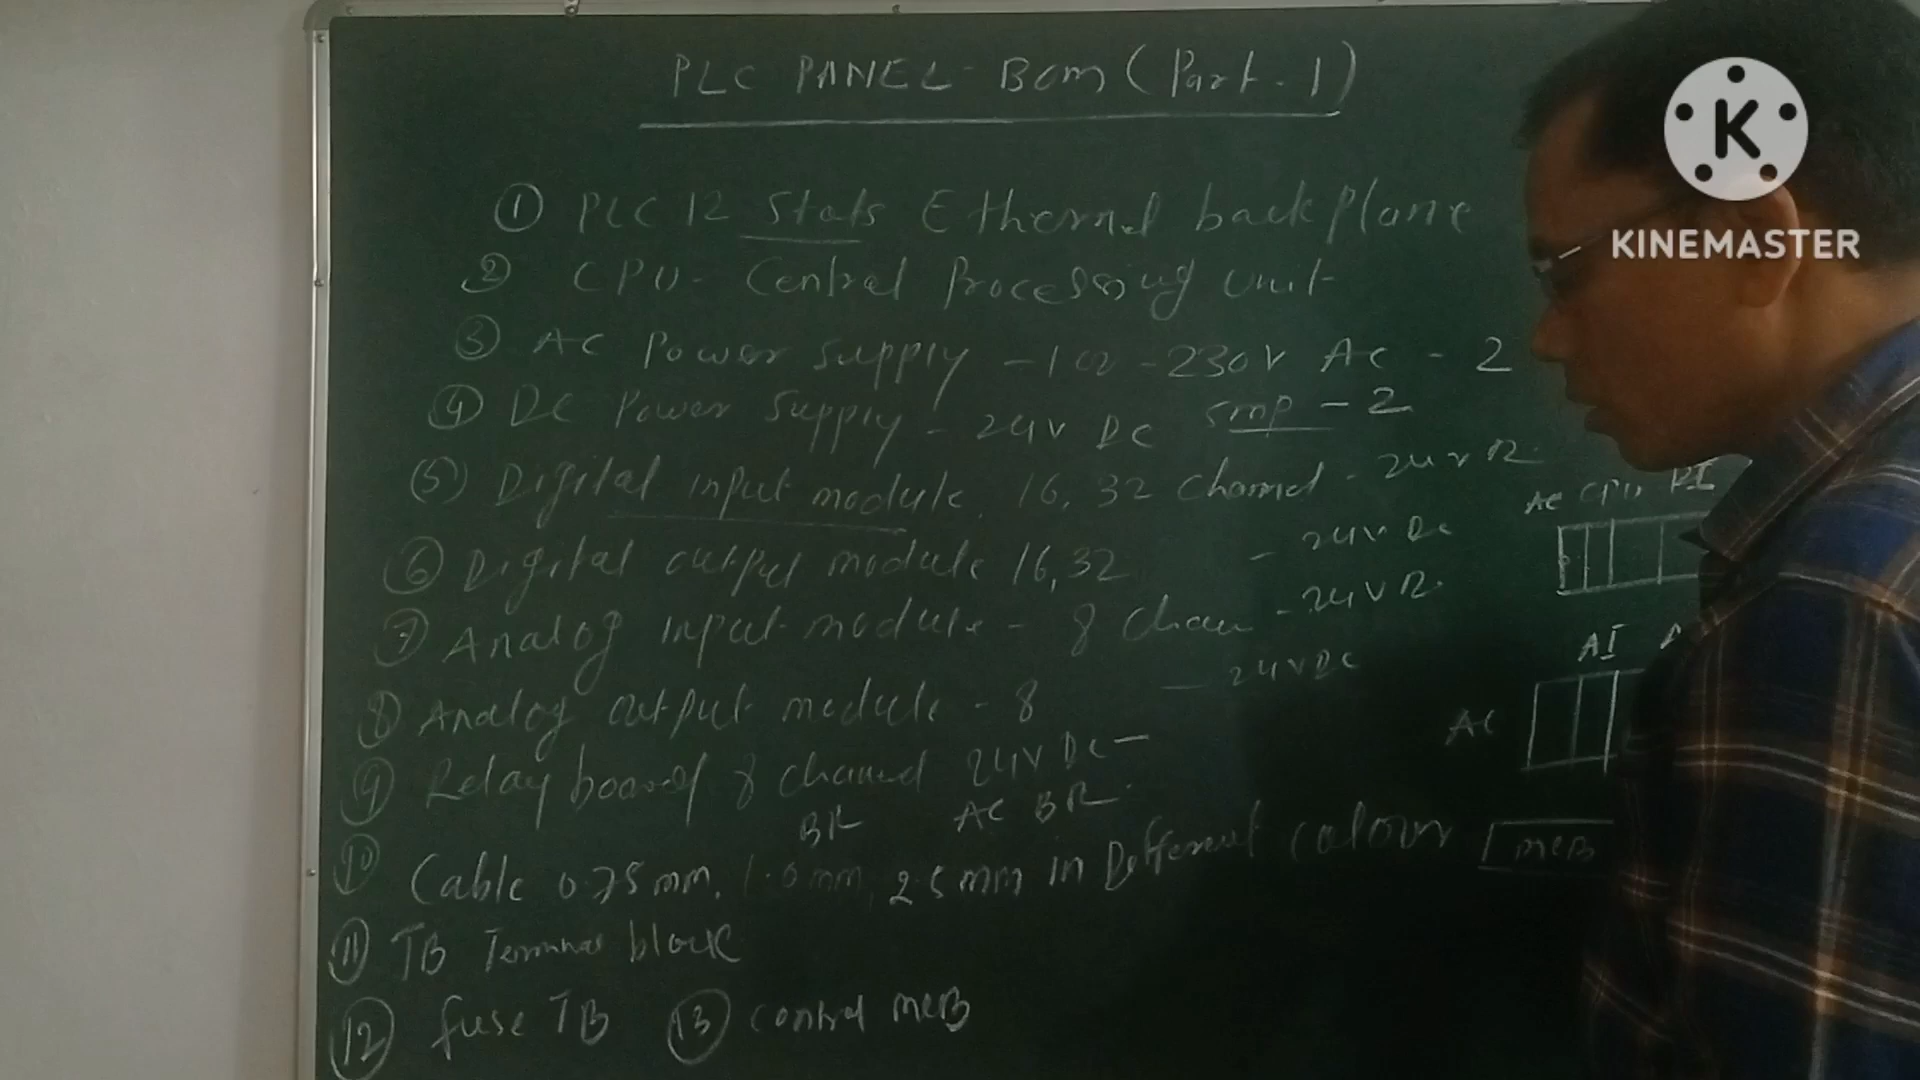 PLC PANEL - BOM (Part - 1)
K
KINEMASTER
① PLC 12 Slots Ethernet backplane
② CPU - Central Processing Unit
③ AC Power supply - 1 02 - 230V AC - 2
④ DC Power supply - 24V DC smp - 2
⑤ Digital input module. 16, 32 Channel - 24V
⑥ Digital output module 16, 32 - 24V DC
⑦ Analog input module - 8 Chan - 24V
⑧ Analog output module - 8 - 24VDC
⑨ Relay board 8 channel 24V DC -
BR AC BR
⑩ Cable 0.75 mm, 1.0 mm, 2.5 mm in Different colour MCB
⑪ TB Terminal block
⑫ fuse TB ⑬ control MCB
AC CPU DI
AI
AC